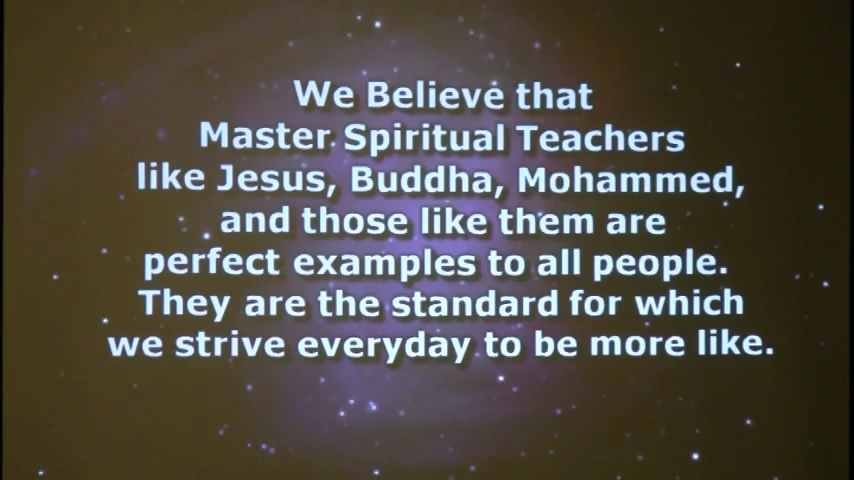 We Believe that
Master Spiritual Teachers
like Jesus, Buddha, Mohammed,
and those like them are
perfect examples to all people.
They are the standard for which
we strive everyday to be more like.